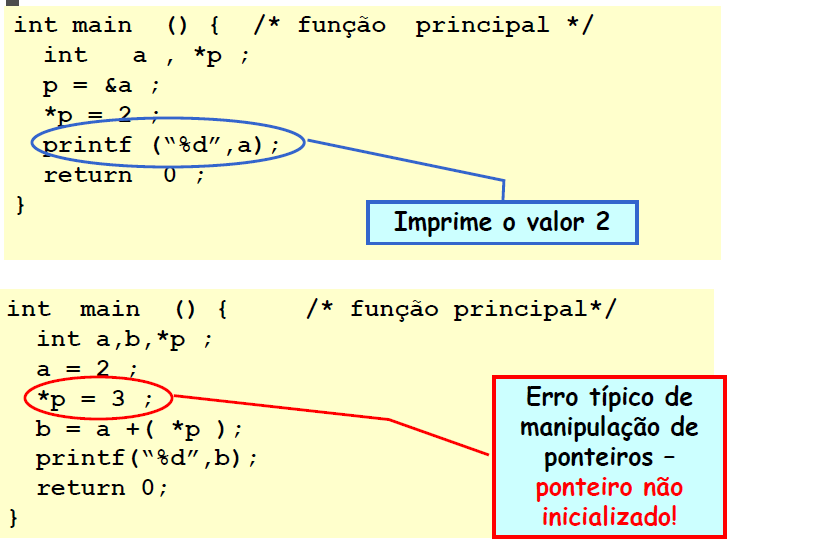 int main  () {  /* função  principal */
int   a , *p ;
p = &a ;
*p = 2 ;
printf (“%d”,a);
return  0 ;
}
Imprime o valor 2
int  main  () {     /* função principal*/
int a,b,*p ;
a = 2 ;
*p = 3 ;
b = a +( *p );
printf(“%d”,b);
return 0;
}
Erro típico de
manipulação de
ponteiros –
ponteiro não
inicializado!